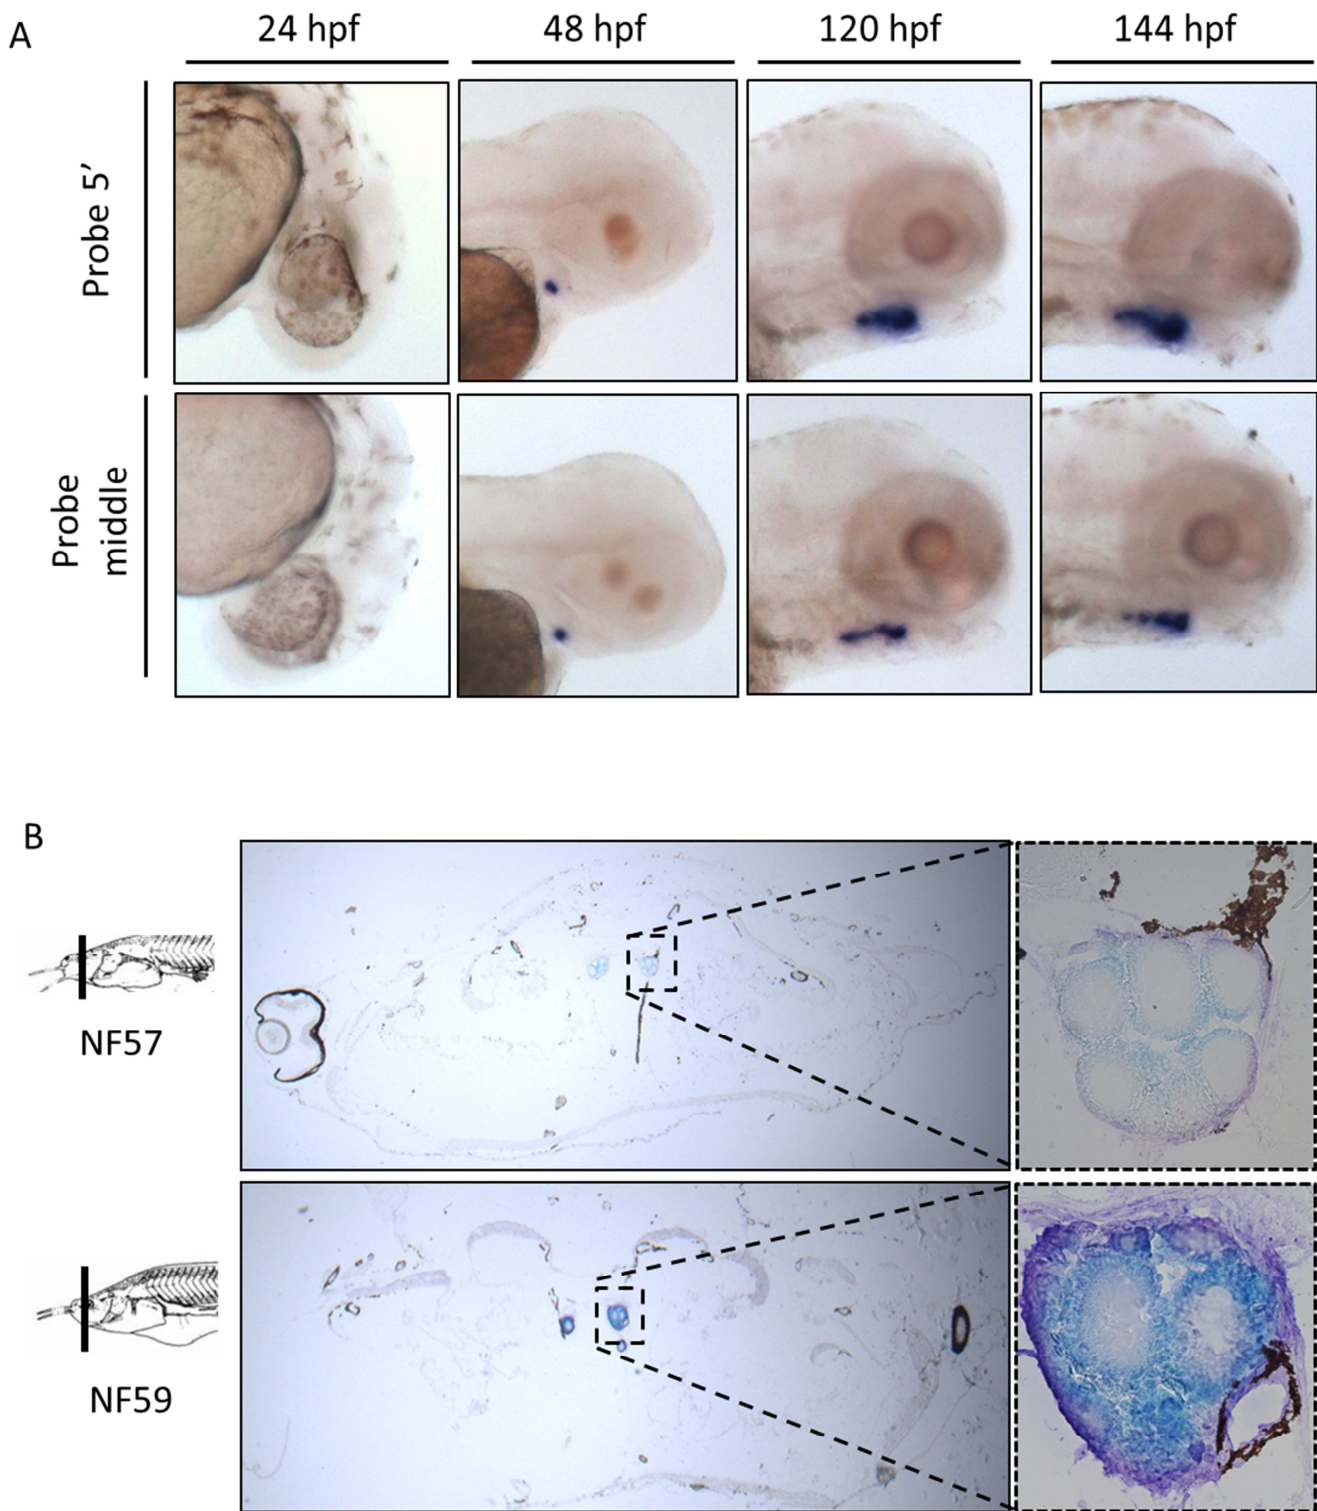 A
24 hpf
48 hpf
120 hpf
144 hpf
Probe 5’
Probe
middle
B
NF57
NF59